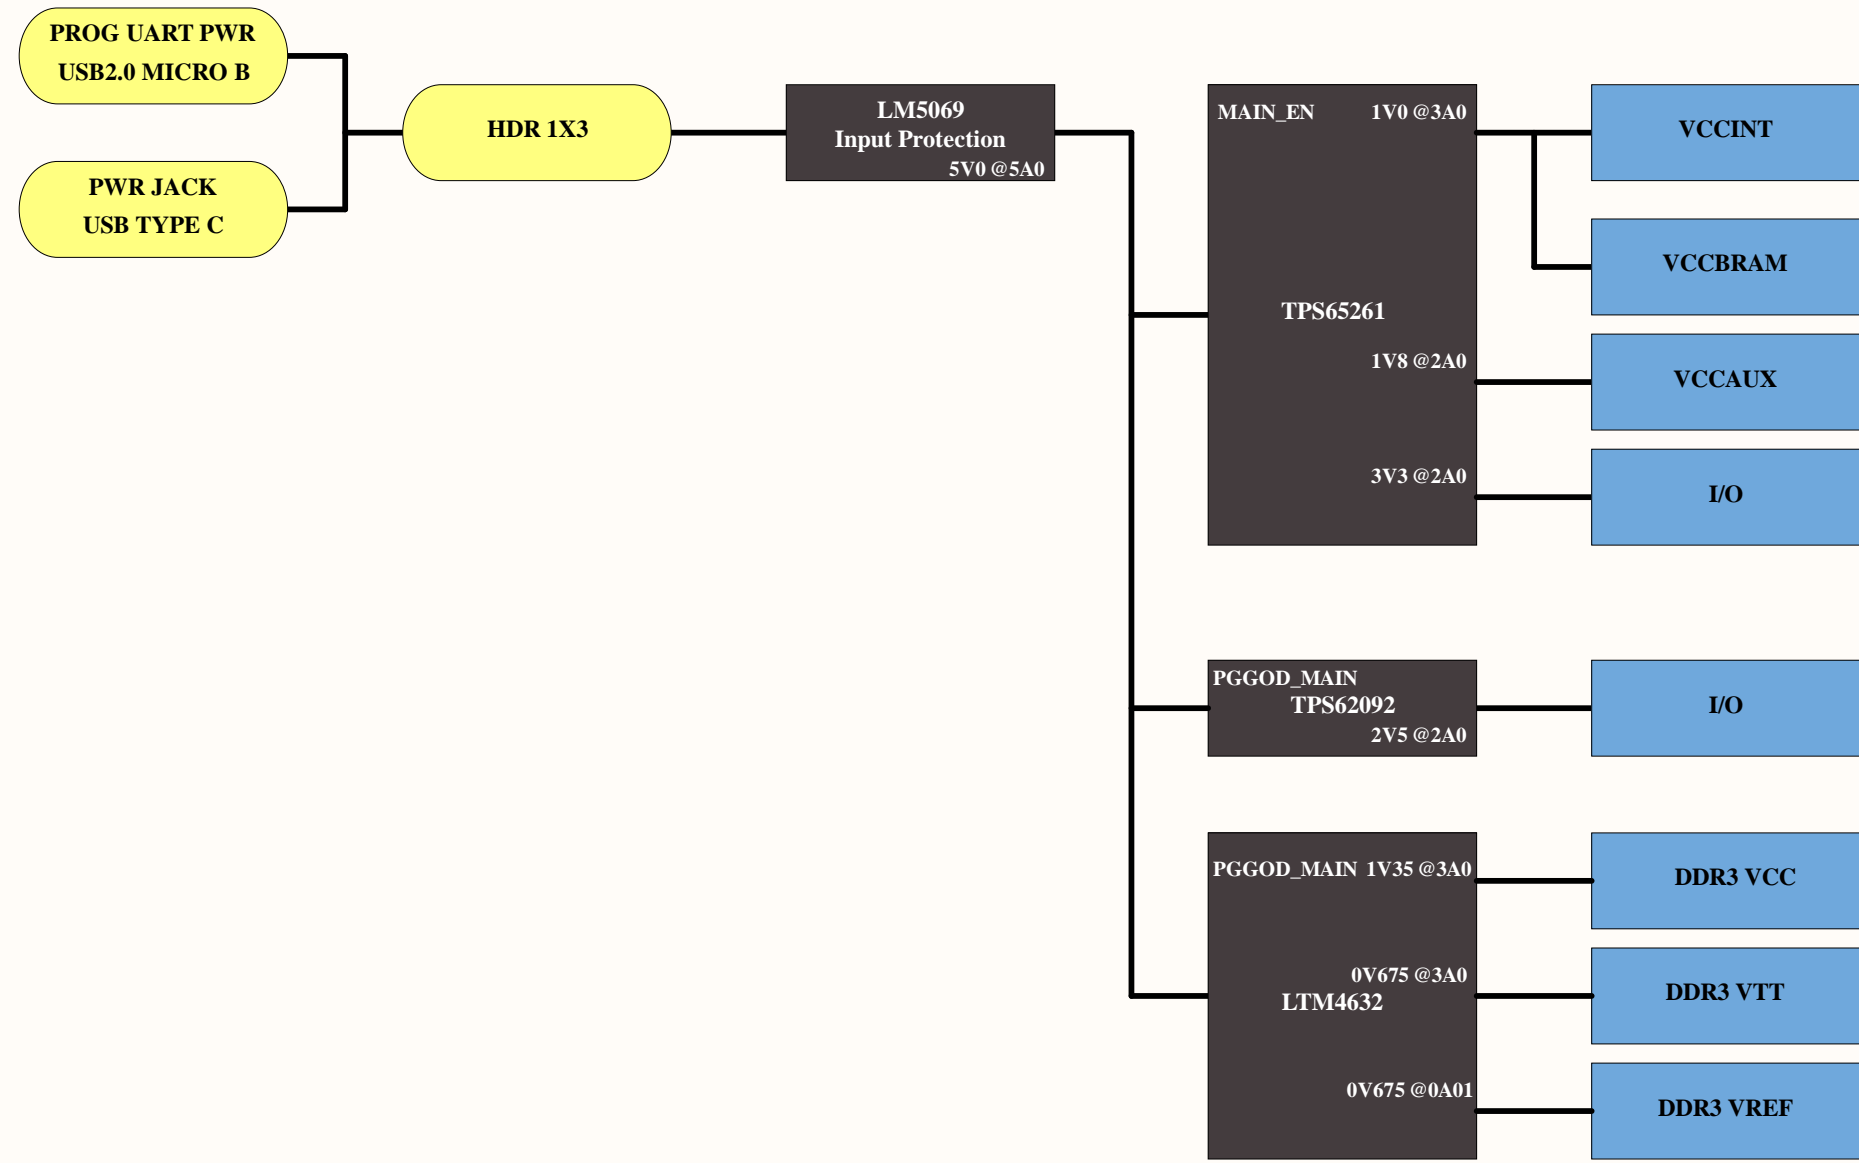 PROG UART PWR
USB2.0 MICRO B
PWR JACK
USB TYPE C
HDR 1X3
LM5069
Input Protection
5V0 @5A0
MAIN_EN 1V0 @3A0
TPS65261
1V8 @2A0
3V3 @2A0
PGGOD_MAIN
TPS62092
2V5 @2A0
PGGOD_MAIN 1V35 @3A0
0V675 @3A0
LTM4632
0V675 @0A01
VCCINT
VCCBRAM
VCCAUX
I/O
I/O
DDR3 VCC
DDR3 VTT
DDR3 VREF